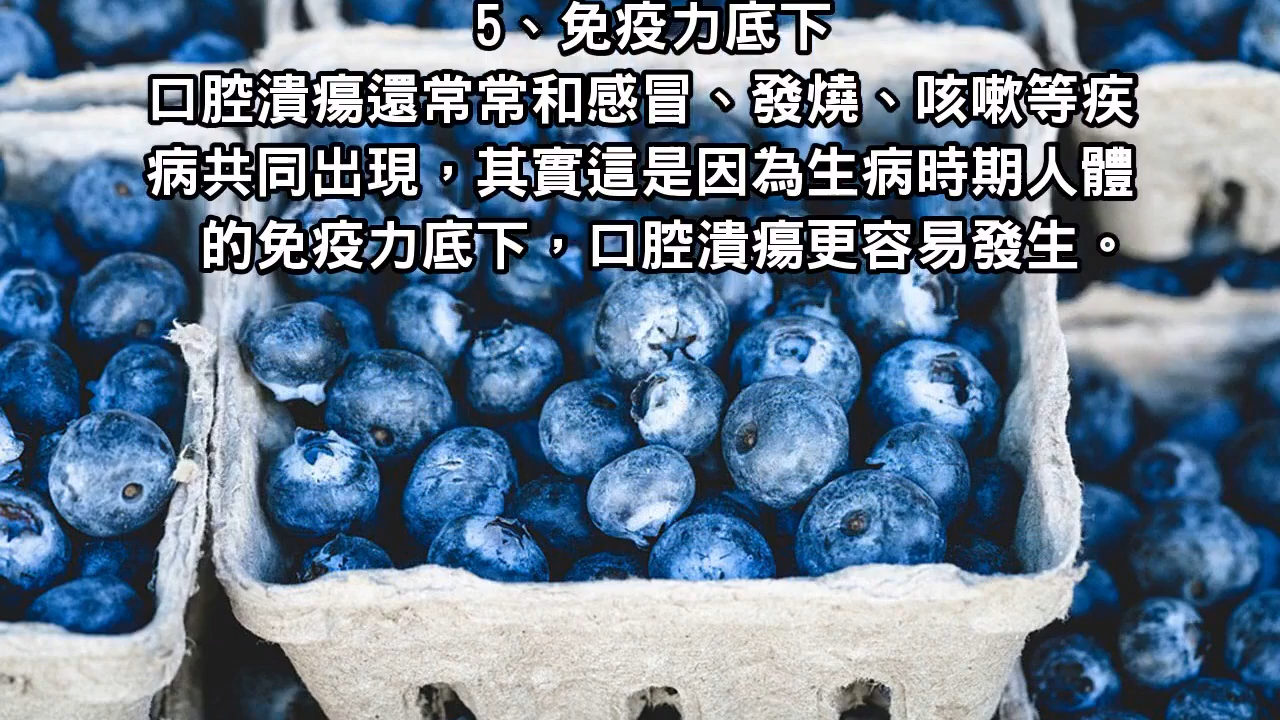 5、免疫力底下
口腔潰瘍還常常和感冒、發燒、咳嗽等疾
病共同出現，其實這是因為生病時期人體
的免疫力底下，口腔潰瘍更容易發生。